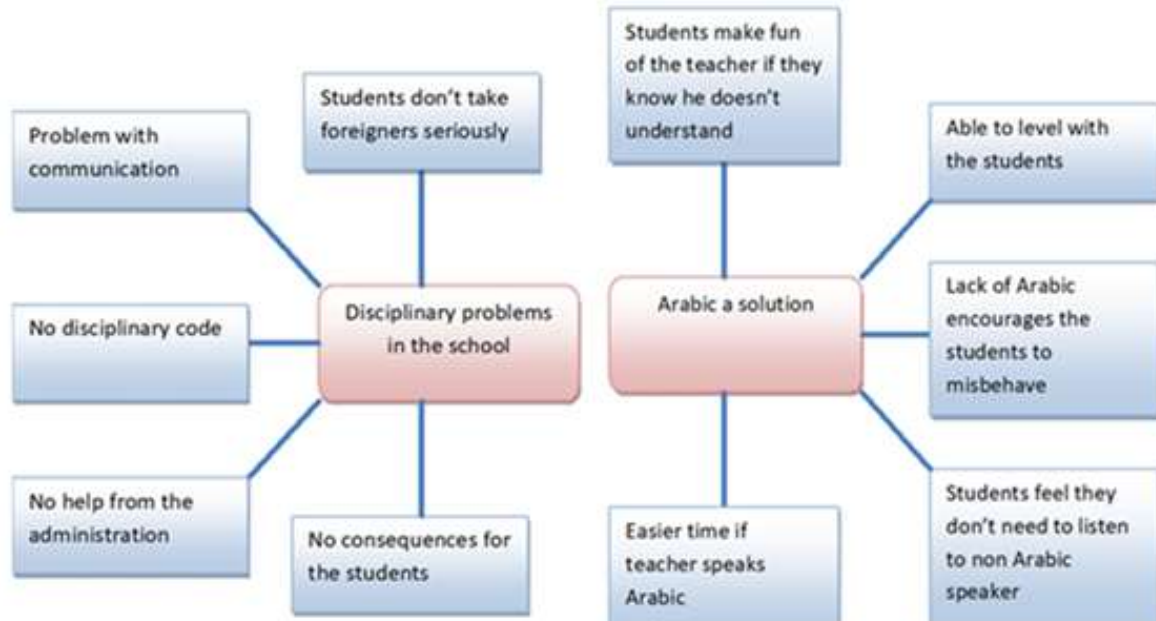 Problem with
communication
Students don't take
foreigners seriously
No disciplinary code
Disciplinary problems
in the school
No help from the
administration
No consequences for
the students
Students make fun
of the teacher if they
know he doesn't
understand
Able to level with
the students
Arabic a solution
Lack of Arabic
encourages the
students to
misbehave
Easier time if
teacher speaks
Arabic
Students feel they
don't need to listen
to non Arabic
speaker